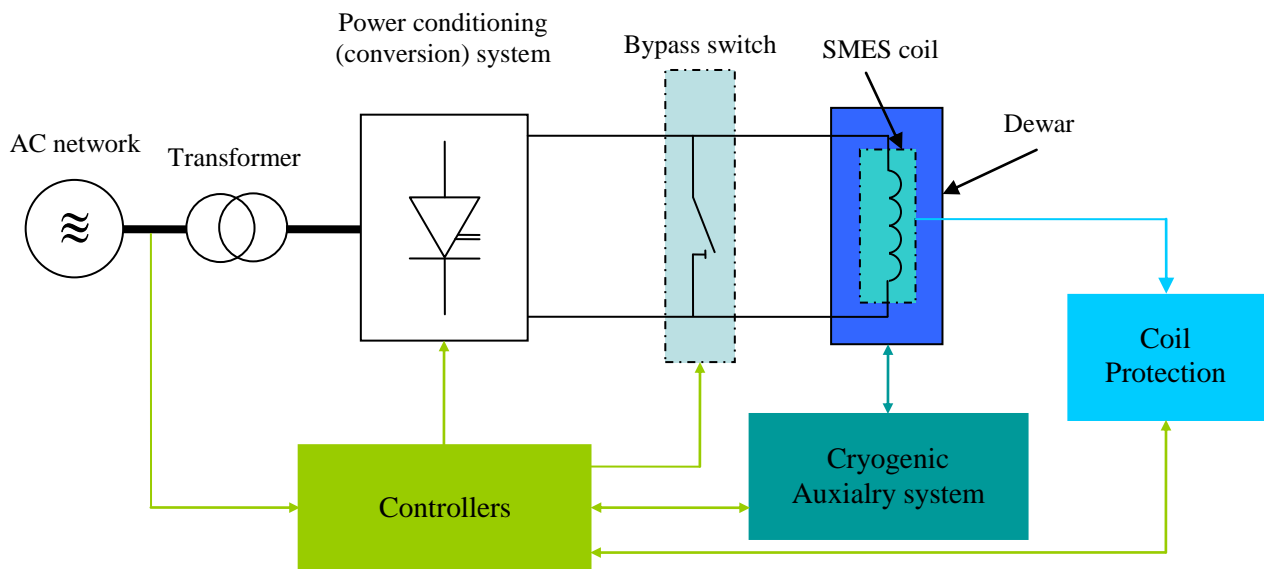 Power conditioning
(conversion) system
Bypass switch
SMES coil
Dewar
AC network
Transformer
≈
Coil
Protection
Cryogenic
Auxialry system
Controllers